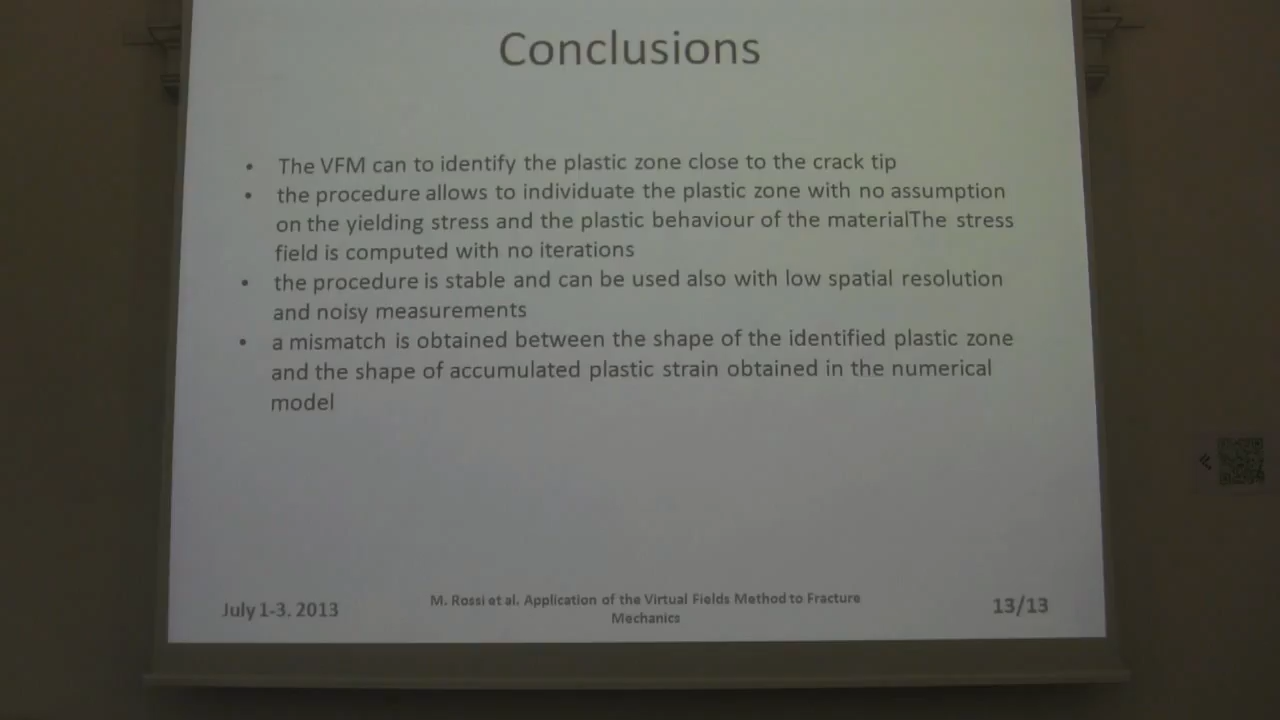 Conclusions
• The VFM can to identify the plastic zone close to the crack tip
• the procedure allows to individuate the plastic zone with no assumption
on the yielding stress and the plastic behaviour of the materialThe stress
field is computed with no iterations
• the procedure is stable and can be used also with low spatial resolution
and noisy measurements
• a mismatch is obtained between the shape of the identified plastic zone
and the shape of accumulated plastic strain obtained in the numerical
model
July 1-3. 2013
M. Rossi et al. Application of the Virtual Fields Method to Fracture
Mechanics
13/13